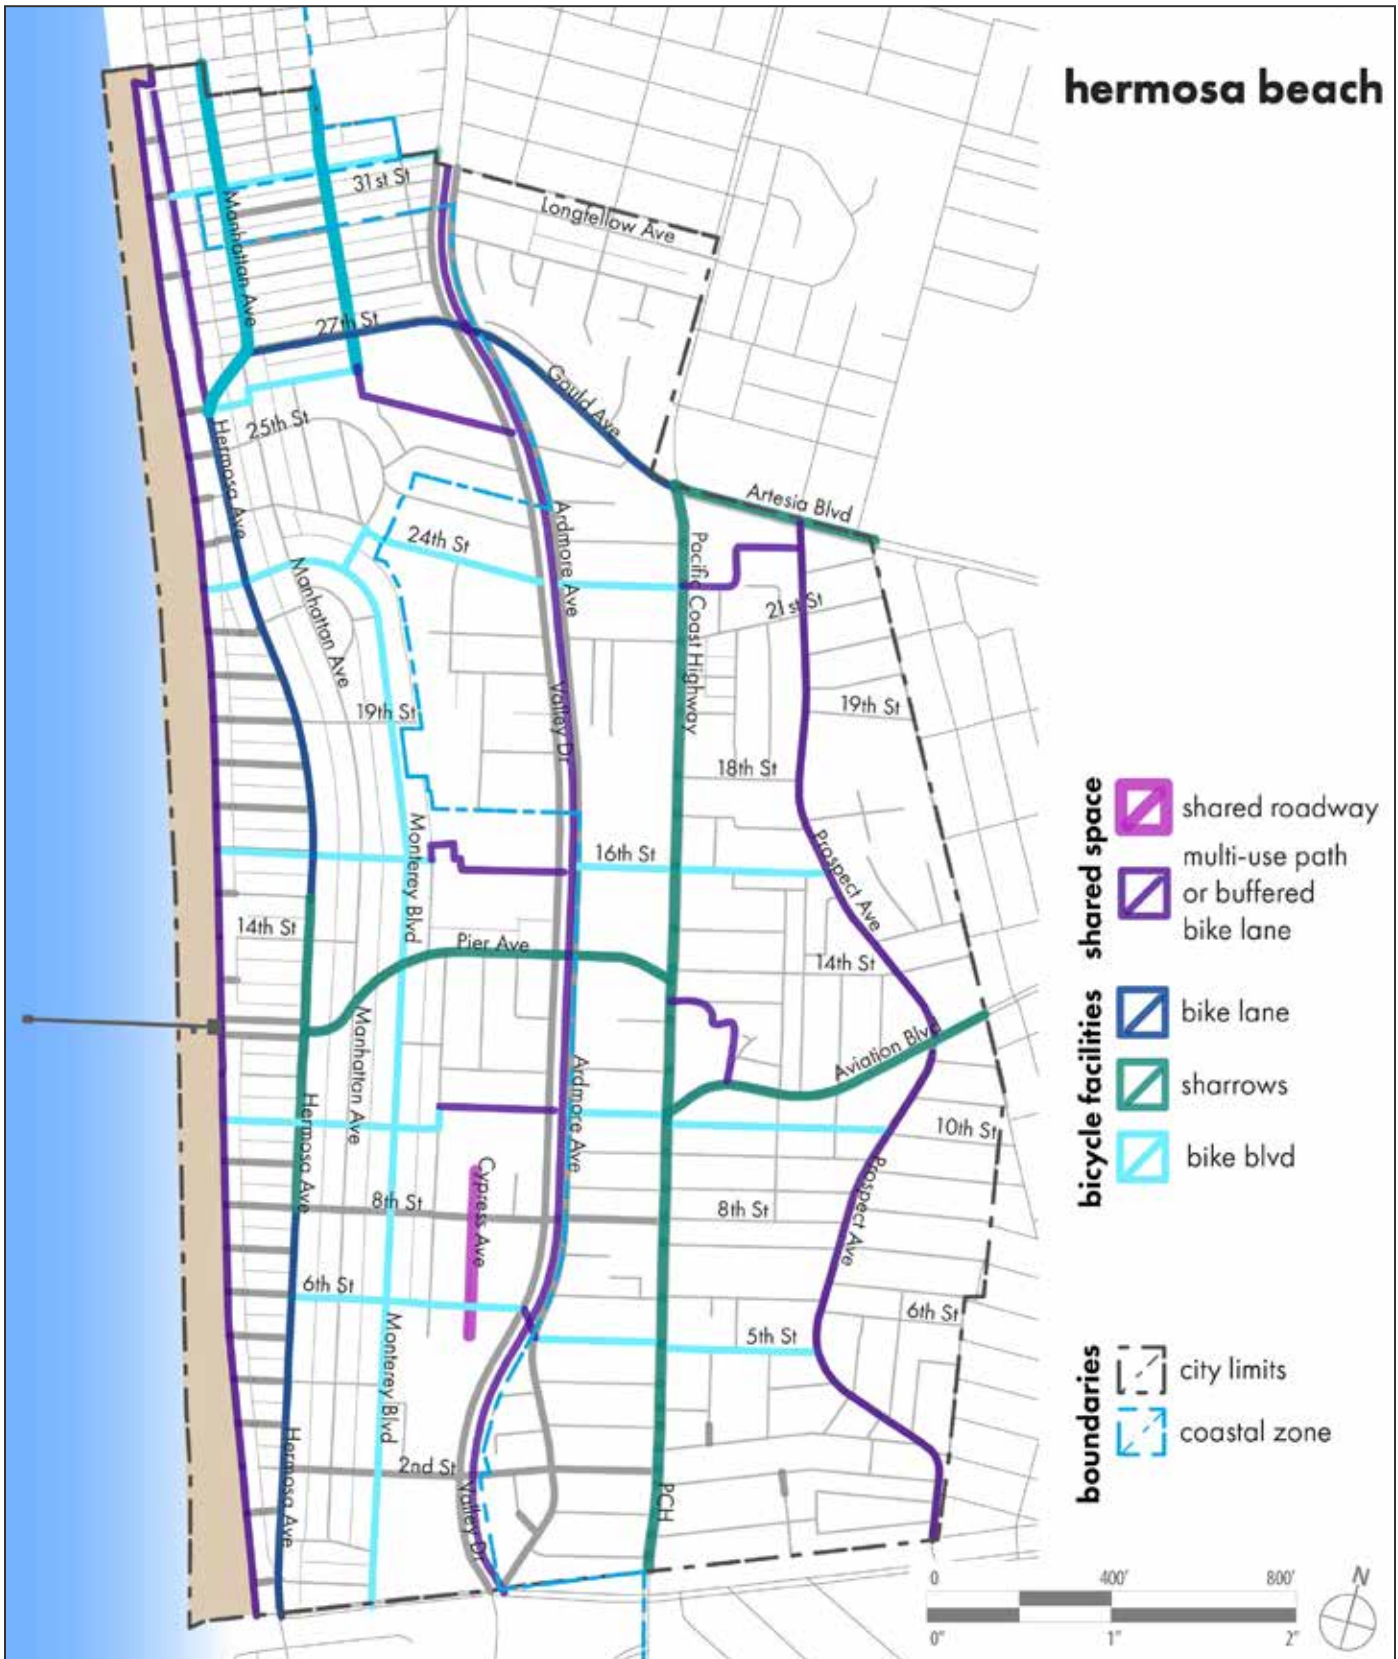 hermosa beach
31st St
Longfellow Ave
Manhattan Ave
27th St
Gould Ave
25th St
Hermosa Ave
Artesia Blvd
24th St
Ardmore Ave
Pacific Coast Highway
Manhattan Ave
21st St
Valley Dr
19th St
19th St
18th St
Monterey Blvd
16th St
Prospect Ave
14th St
Pier Ave
14th St
Manhattan Ave
Aviation Blvd
Ardmore Ave
Hermosa Ave
10th St
Cypress Ave
Prospect Ave
8th St
8th St
6th St
6th St
5th St
Monterey Blvd
Hermosa Ave
2nd St
Valley Dr
PCH
shared space
shared roadway
multi-use path
or buffered
bike lane
bicycle facilities
bike lane
sharrows
bike blvd
boundaries
city limits
coastal zone
0 400' 800'
0" 1" 2"
N